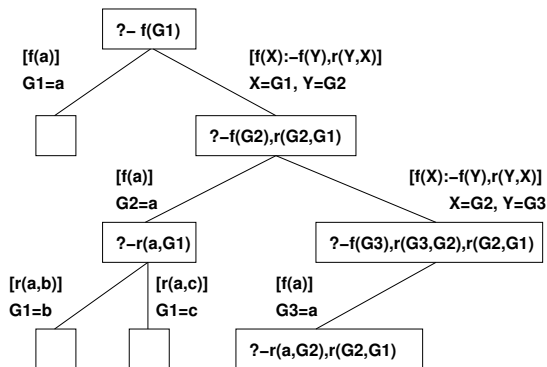 ?- f(G1)
[f(a)]
G1=a
[f(X):-f(Y),r(Y,X)]
X=G1, Y=G2
?-f(G2),r(G2,G1)
[f(a)]
G2=a
[f(X):-f(Y),r(Y,X)]
X=G2, Y=G3
?-r(a,G1)
?-f(G3),r(G3,G2),r(G2,G1)
[r(a,b)]
G1=b
[r(a,c)]
G1=c
[f(a)]
G3=a
?-r(a,G2),r(G2,G1)